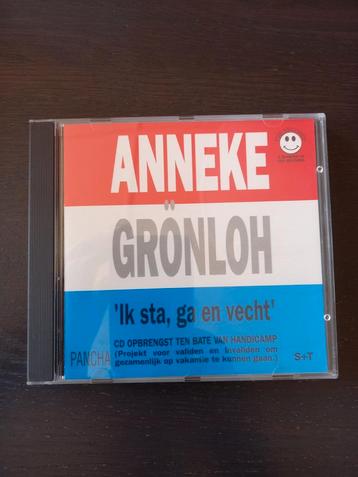 ANNEKE
GRÖNLOH
'Ik sta, ga en vecht'
CD OPBRENGST TEN BATE VAN HANDICAMP
(Projekt voor validen en invaliden om
gezamenlijk op vakansie te kunnen gaan.)
PANCHA
S+T